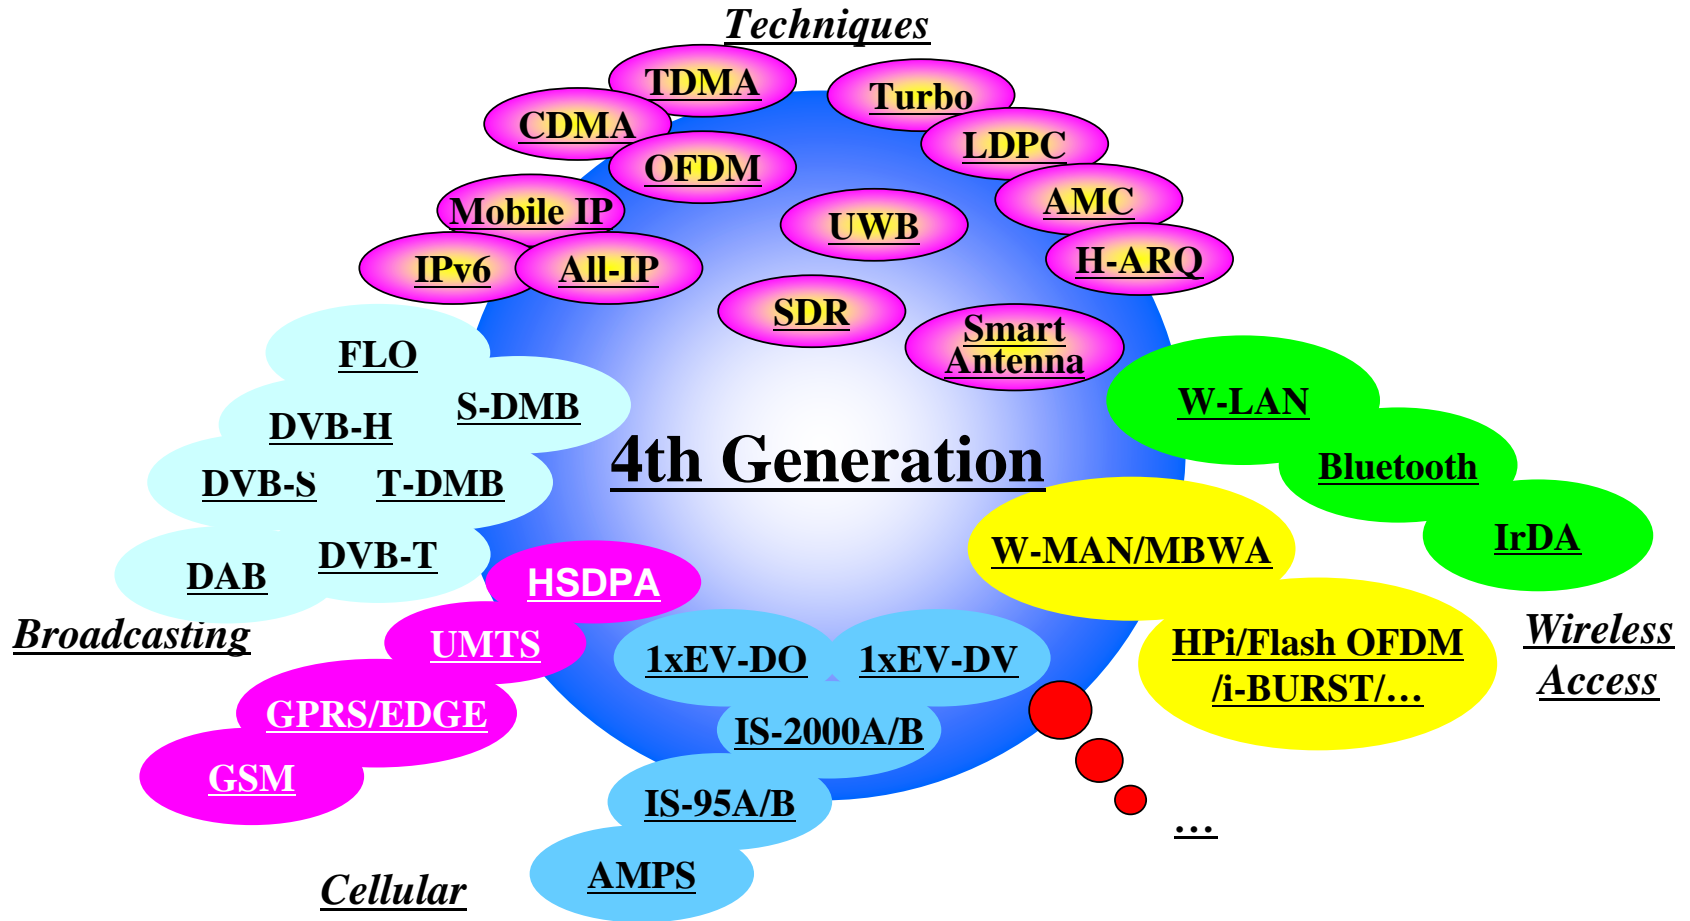 Techniques
TDMA
Turbo
CDMA
LDPC
OFDM
AMC
Mobile IP
UWB
IPv6
All-IP
H-ARQ
SDR
Smart
Antenna
FLO
S-DMB
W-LAN
DVB-H
4th Generation
Bluetooth
DVB-S
T-DMB
IrDA
W-MAN/MBWA
DVB-T
DAB
HSDPA
Broadcasting
UMTS
1xEV-DO
1xEV-DV
HPi/Flash OFDM
/i-BURST/...
Wireless
Access
GPRS/EDGE
IS-2000A/B
GSM
IS-95A/B
...
AMPS
Cellular